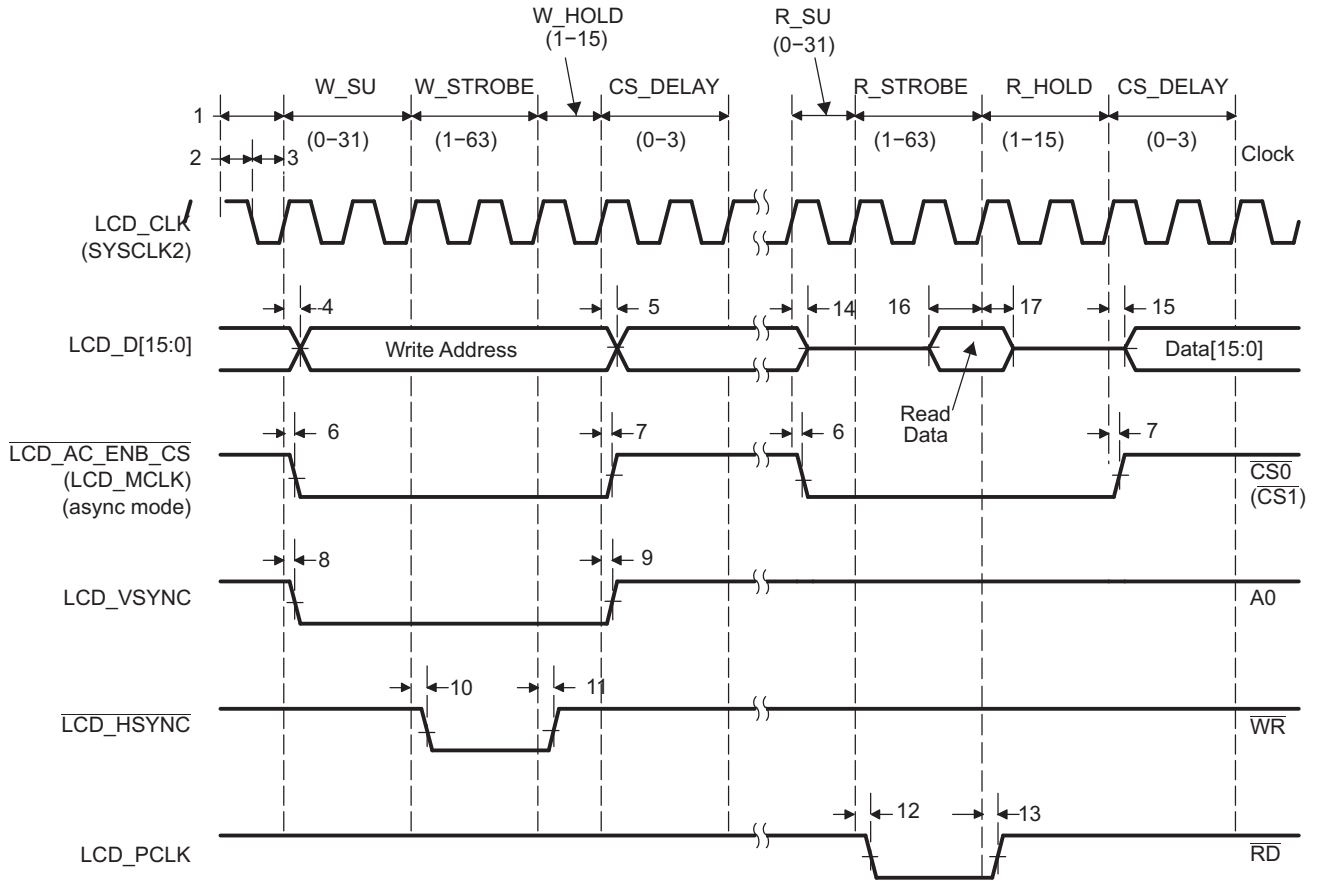 W_HOLD
(1−15)
R_SU
(0−31)
W_SU
W_STROBE
CS_DELAY
R_STROBE
R_HOLD
CS_DELAY
1
(0−31)
(1−63)
(0−3)
(1−63)
(1−15)
(0−3)
2
3
Clock
LCD_CLK
(SYSCLK2)
4
5
14
16
17
15
LCD_D[15:0]
Write Address
Data[15:0]
Read
Data
6
7
6
7
LCD_AC_ENB_CS
(LCD_MCLK)
(async mode)
CS0
(CS1)
8
9
LCD_VSYNC
A0
10
11
LCD_HSYNC
WR
12
13
LCD_PCLK
RD